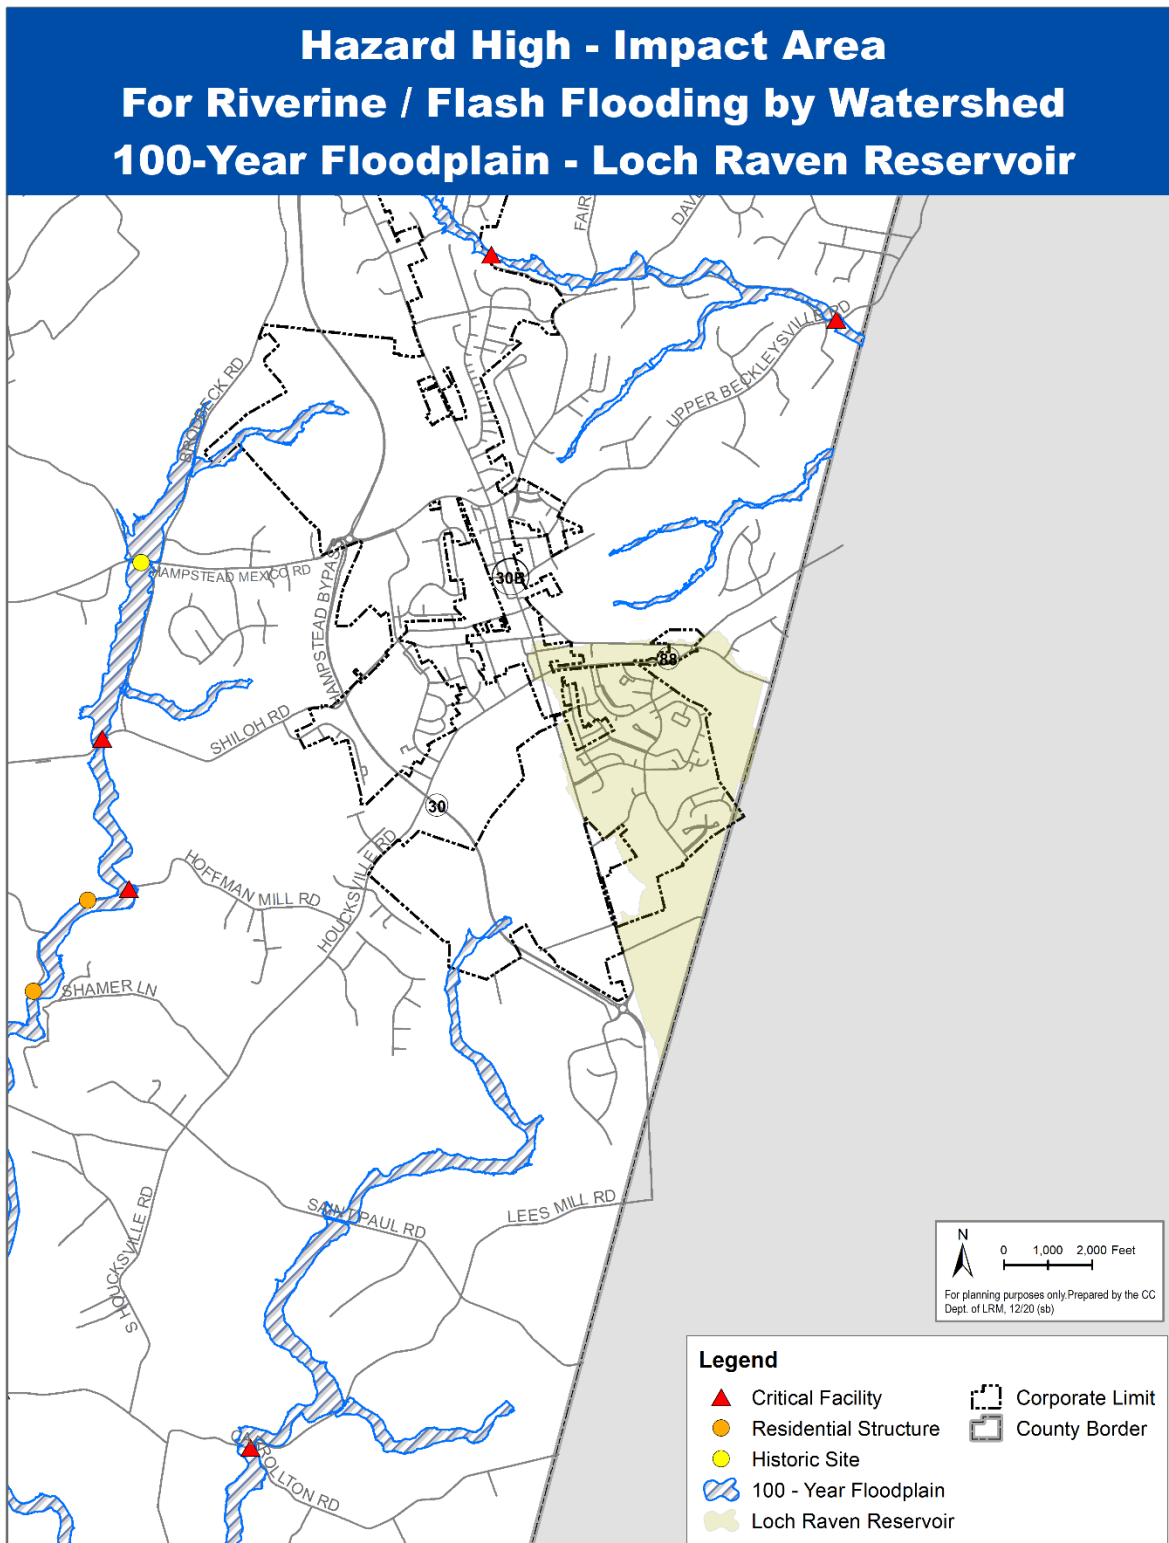 Hazard High - Impact Area
For Riverine / Flash Flooding by Watershed
100-Year Floodplain - Loch Raven Reservoir
FAIR
DAV
BRODBECK RD
UPPER BECKLEYSVILLE RD
HAMPSTEAD MEXICO RD
30B
HAMPSTEAD BYPASS
88
SHILOH RD
30
HOFFMAN MILL RD
HOUCKSVILLE RD
SHAMER LN
SAINT PAUL RD
LEES MILL RD
S HOUCKSVILLE RD
CARROLLTON RD
N
0 1,000 2,000 Feet
For planning purposes only.Prepared by the CC
Dept. of LRM, 12/20 (sb)
Legend
Critical Facility
Corporate Limit
Residential Structure
County Border
Historic Site
100 - Year Floodplain
Loch Raven Reservoir